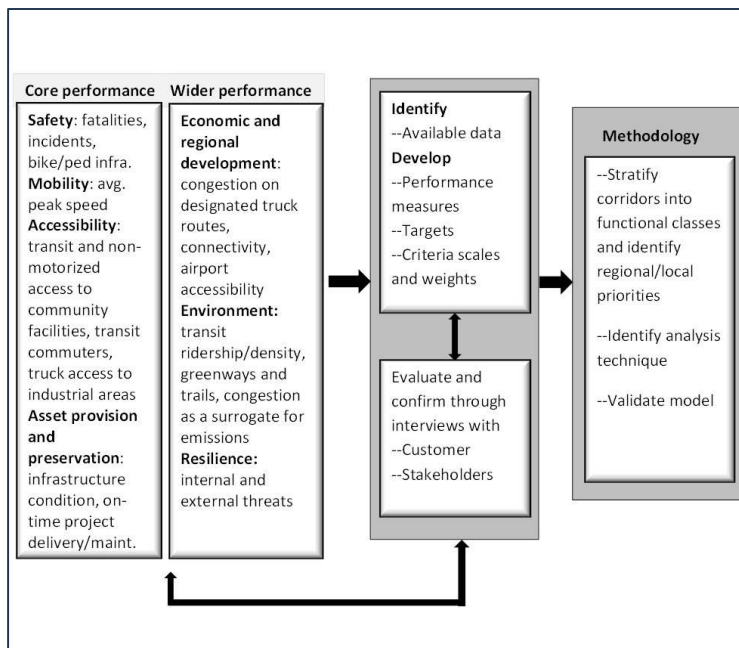 Core performance
Safety: fatalities,
incidents,
bike/ped infra.
Mobility: avg.
peak speed
Accessibility:
transit and non-
motorized
access to
community
facilities, transit
commuters,
truck access to
industrial areas
Asset provision
and
preservation:
infrastructure
condition, on-
time project
delivery/maint.
Wider performance
Economic and
regional
development:
congestion on
designated truck
routes,
connectivity,
airport
accessibility
Environment:
transit
ridership/density,
greenways and
trails, congestion
as a surrogate for
emissions
Resilience:
internal and
external threats
Identify
--Available data
Develop
--Performance
measures
--Targets
--Criteria scales
and weights
Evaluate and
confirm through
interviews with
--Customer
--Stakeholders
Methodology
--Stratify
corridors into
functional classes
and identify
regional/local
priorities
--Identify analysis
technique
--Validate model